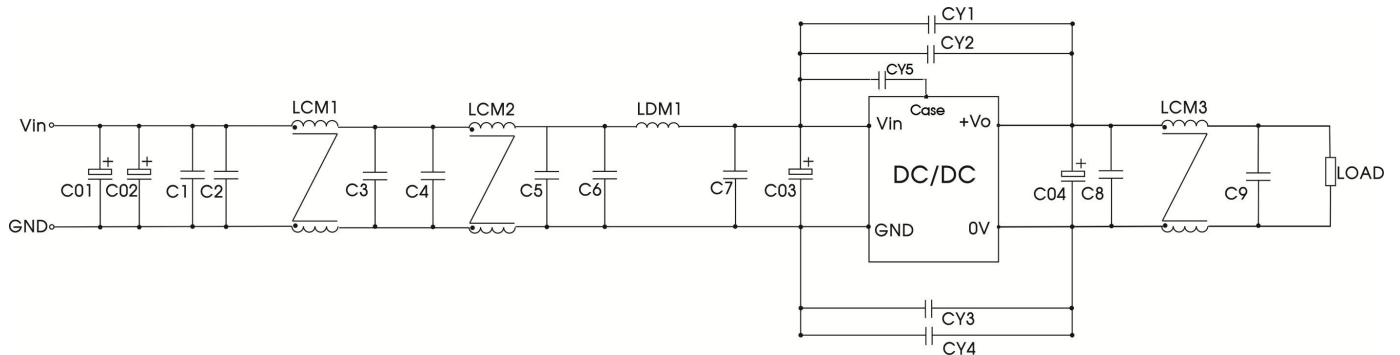 CY1
CY2
CY5
LCM1
LCM2
LDM1
Case
LCM3
Vin
Vin
+Vo
+
+
+
+
C01
C02
C1
C2
C3
C4
C5
C6
C7
C03
DC/DC
C04
C8
C9
LOAD
GND
GND
0V
CY3
CY4